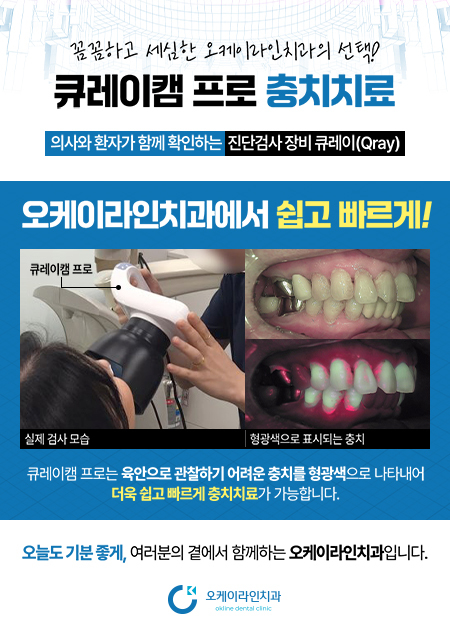 꼼꼼하고 세심한 오케이라인치과의 선택!
큐레이캠 프로 충치치료
의사와 환자가 함께 확인하는 진단검사 장비 큐레이(Qray)
오케이라인치과에서 쉽고 빠르게!
큐레이캠 프로
실제 검사 모습
형광색으로 표시되는 충치
큐레이캠 프로는 육안으로 관찰하기 어려운 충치를 형광색으로 나타내어
더욱 쉽고 빠르게 충치치료가 가능합니다.
오늘도 기분 좋게, 여러분의 곁에서 함께하는 오케이라인치과입니다.
오케이라인치과
okline dental clinic